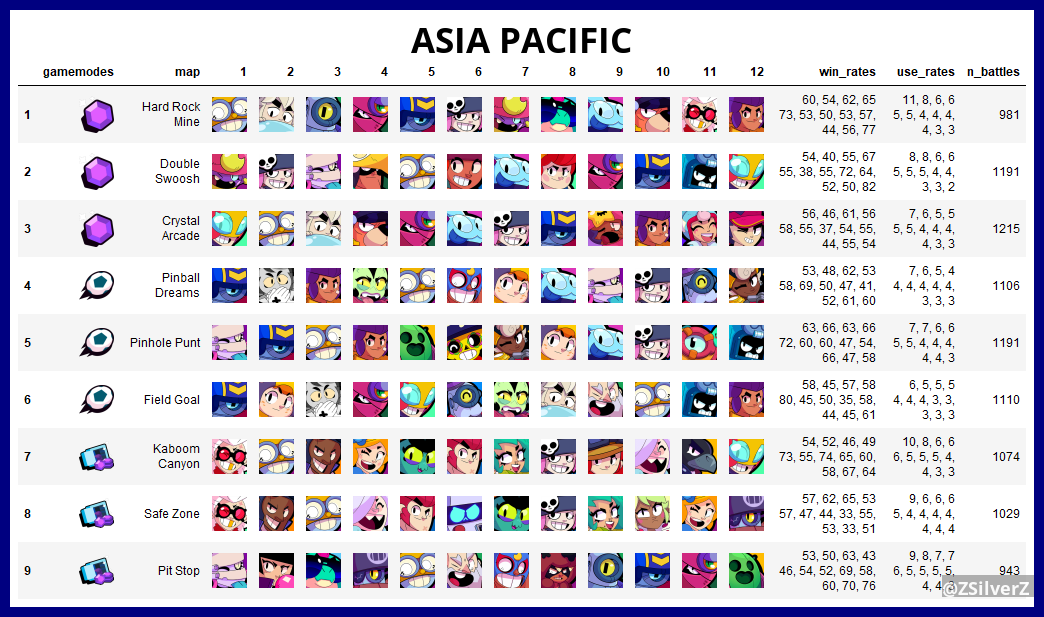 ASIA PACIFIC
gamemodes map 1 2 3 4 5 6 7 8 9 10 11 12 win_rates use_rates n_battles
1 Hard Rock Mine 60, 54, 62, 65 11, 8, 6, 6 981
73, 53, 50, 53, 57, 5, 5, 4, 4, 4,
44, 56, 77 4, 3, 3
2 Double Swoosh 54, 40, 55, 67 8, 8, 6, 6 1191
55, 38, 55, 72, 64, 5, 5, 5, 4, 4,
52, 50, 82 3, 3, 2
3 Crystal Arcade 56, 46, 61, 56 7, 6, 5, 5 1215
58, 55, 37, 54, 55, 5, 5, 4, 4, 4,
44, 55, 54 4, 3, 3
4 Pinball Dreams 53, 48, 62, 53 7, 6, 5, 4 1106
58, 69, 50, 47, 41, 4, 4, 4, 4, 4,
52, 61, 60 3, 3, 3
5 Pinhole Punt 63, 66, 63, 66 7, 7, 6, 6 1191
72, 60, 60, 47, 54, 5, 5, 4, 4, 4,
66, 47, 58 4, 4, 3
6 Field Goal 58, 45, 57, 58 6, 5, 5, 5 1110
80, 45, 50, 35, 58, 4, 4, 4, 3, 3,
44, 45, 61 3, 3, 3
7 Kaboom Canyon 54, 52, 46, 49 10, 8, 6, 6 1074
73, 55, 74, 65, 60, 6, 5, 5, 5, 4,
58, 67, 64 4, 3, 3
8 Safe Zone 57, 62, 65, 53 9, 6, 6, 6 1029
57, 47, 44, 33, 55, 5, 4, 4, 4, 4,
53, 33, 51 4, 4, 4
9 Pit Stop 53, 50, 63, 43 9, 8, 7, 7 943
46, 54, 52, 69, 58, 6, 5, 5, 5, 5,
60, 70, 76 4, 4,
@ZSilverZ